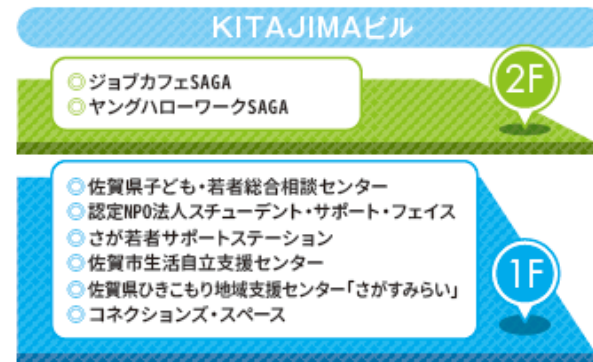 KITAJIMAビル
2F
◎ジョブカフェSAGA
◎ヤングハローワークSAGA
◎佐賀県子ども・若者総合相談センター
◎認定NPO法人スチューデント・サポート・フェイス
◎さが若者サポートステーション
◎佐賀市生活自立支援センター
◎佐賀県ひきこもり地域支援センター「さがすみらい」
◎コネクションズ・スペース
1F